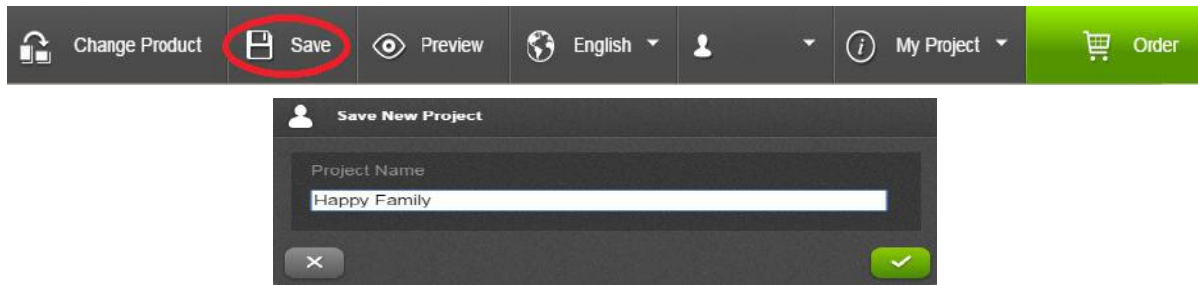 Change Product Save Preview English My Project Order
Save New Project
Project Name
Happy Family